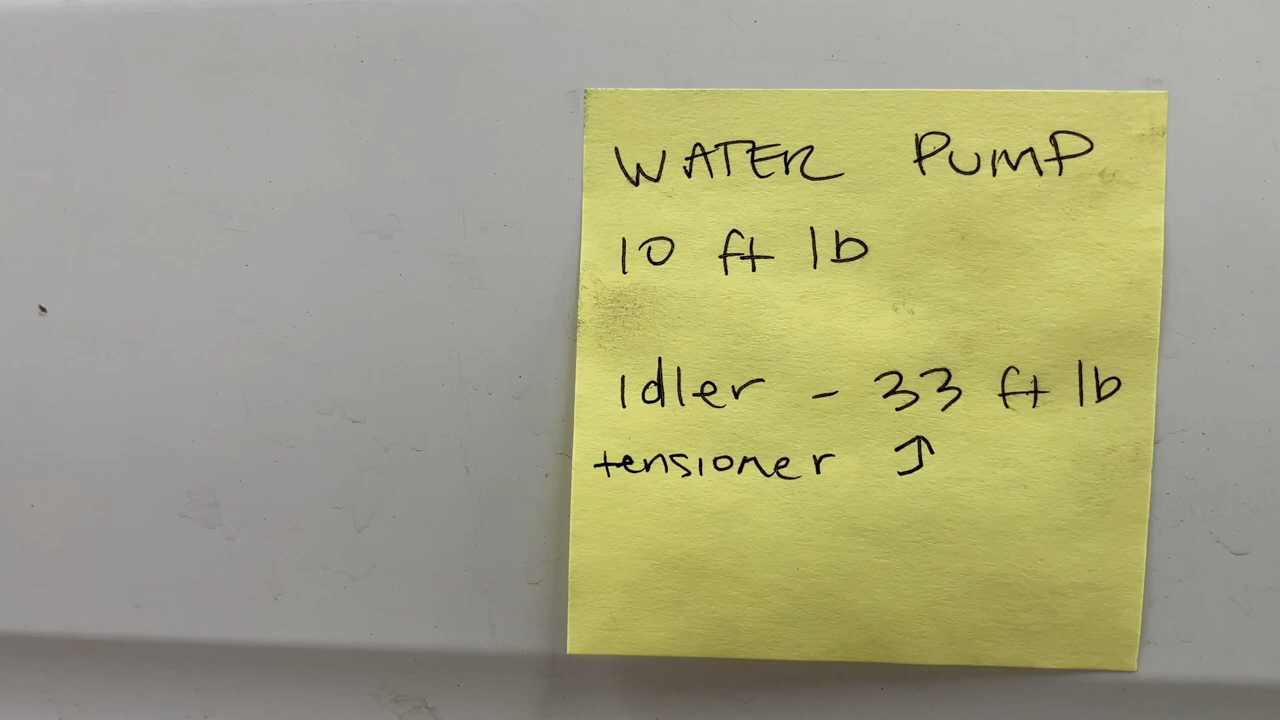 WATER PUMP
10 ft lb
Idler - 33 ft lb
tensioner ⤴